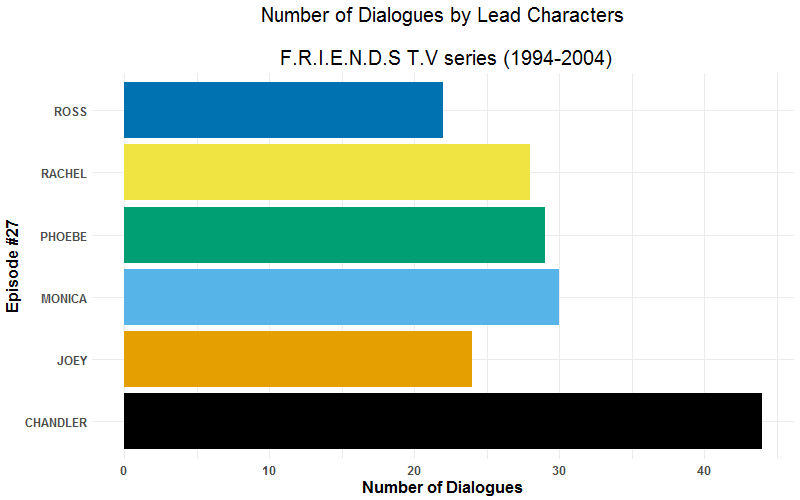 Number of Dialogues by Lead Characters
F.R.I.E.N.D.S T.V series (1994-2004)
Episode #27
ROSS
RACHEL
PHOEBE
MONICA
JOEY
CHANDLER
0 10 20 30 40
Number of Dialogues